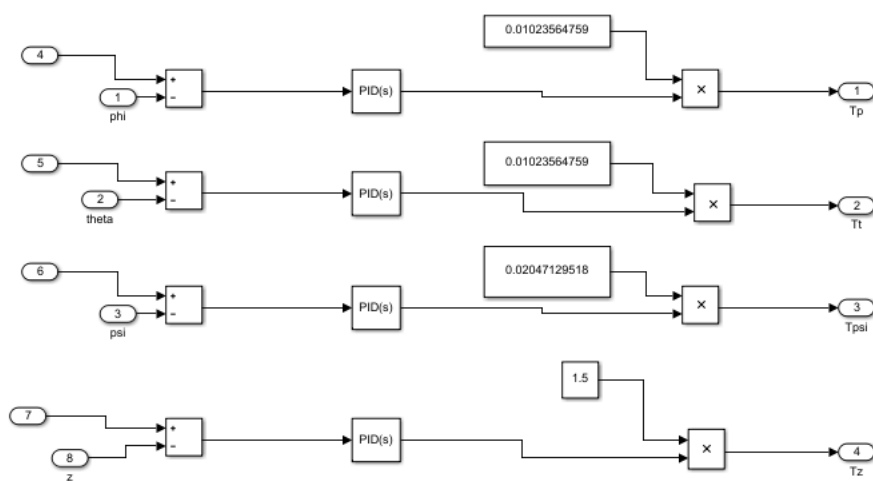 0.01023564759
4
+
−
1
phi
PID(s)
×
1
Tp
0.01023564759
5
+
−
2
theta
PID(s)
×
2
Tt
0.02047129518
6
+
−
3
psi
PID(s)
×
3
Tpsi
1.5
7
+
−
8
z
PID(s)
×
4
Tz